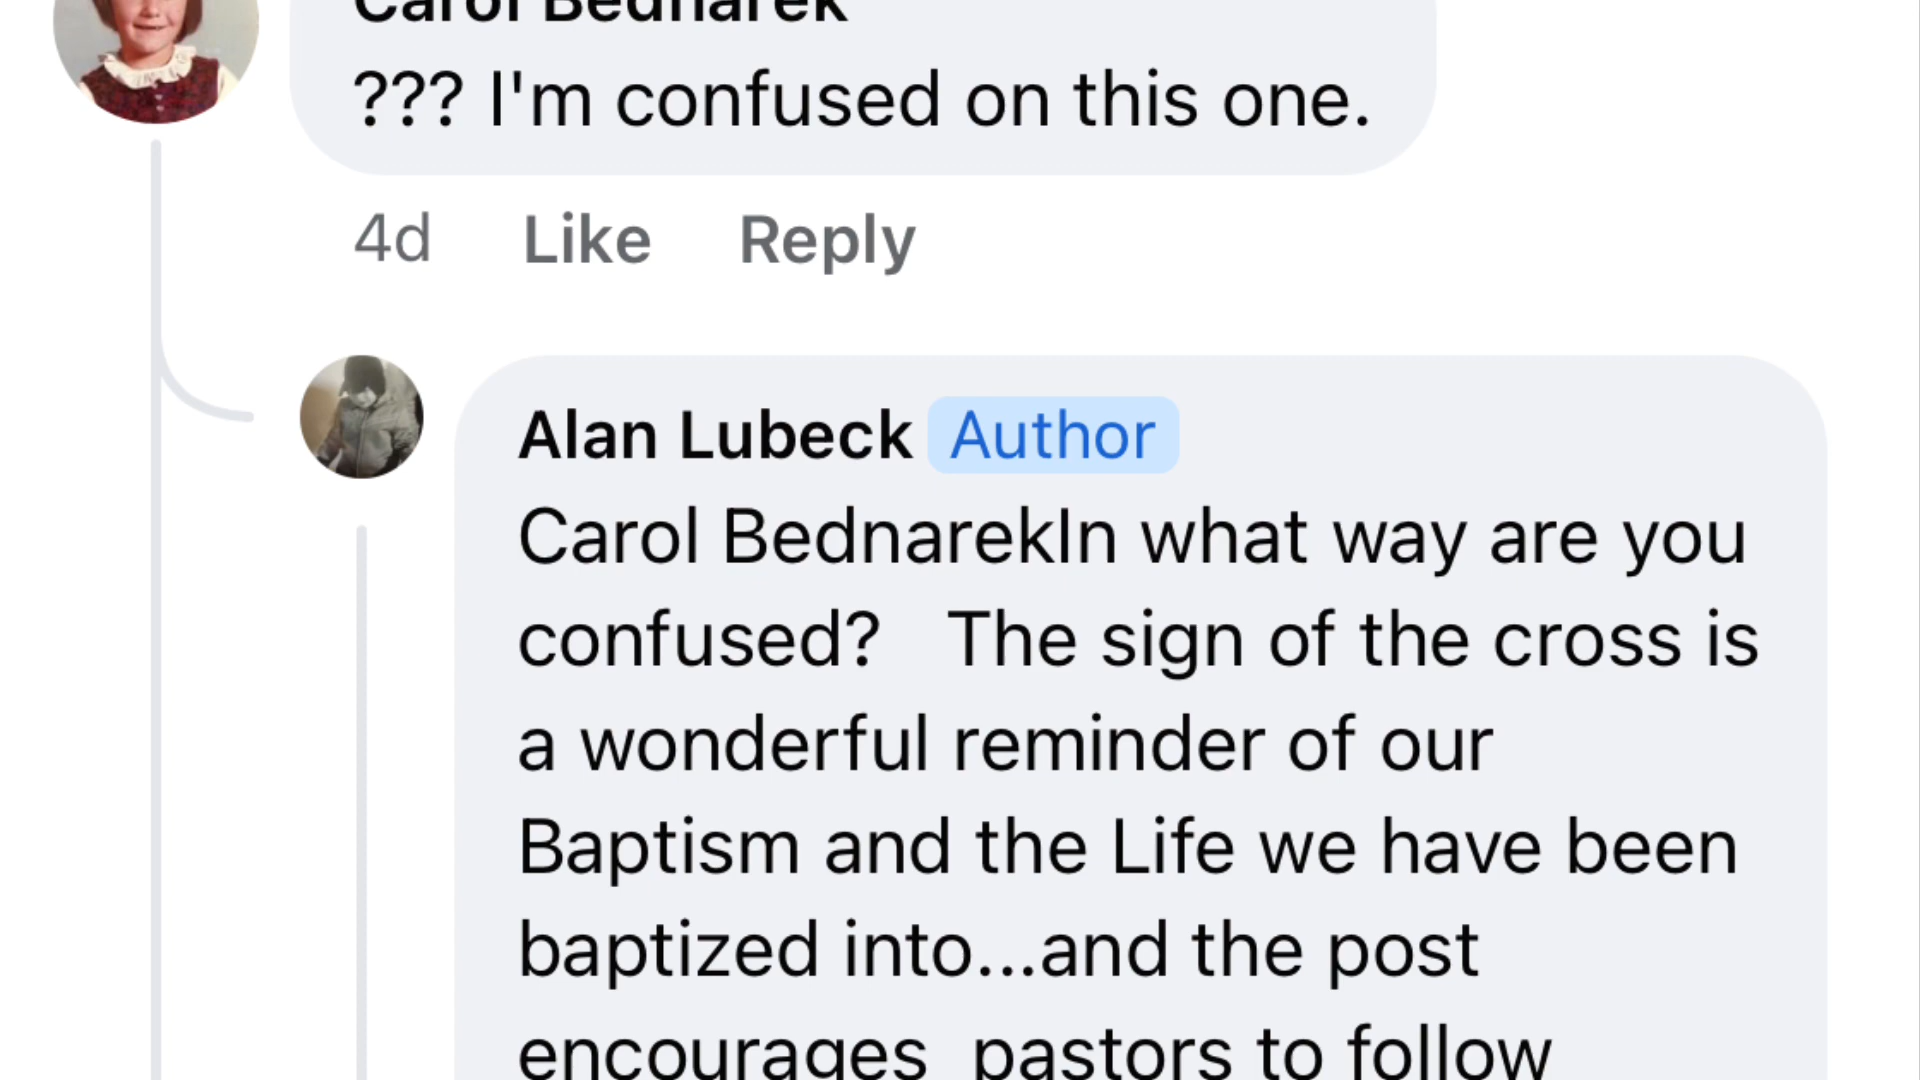 Carol Bednarek
??? I'm confused on this one.
4d Like Reply
Alan Lubeck Author
Carol BednarekIn what way are you
confused?   The sign of the cross is
a wonderful reminder of our
Baptism and the Life we have been
baptized into...and the post
encourages  pastors to follow